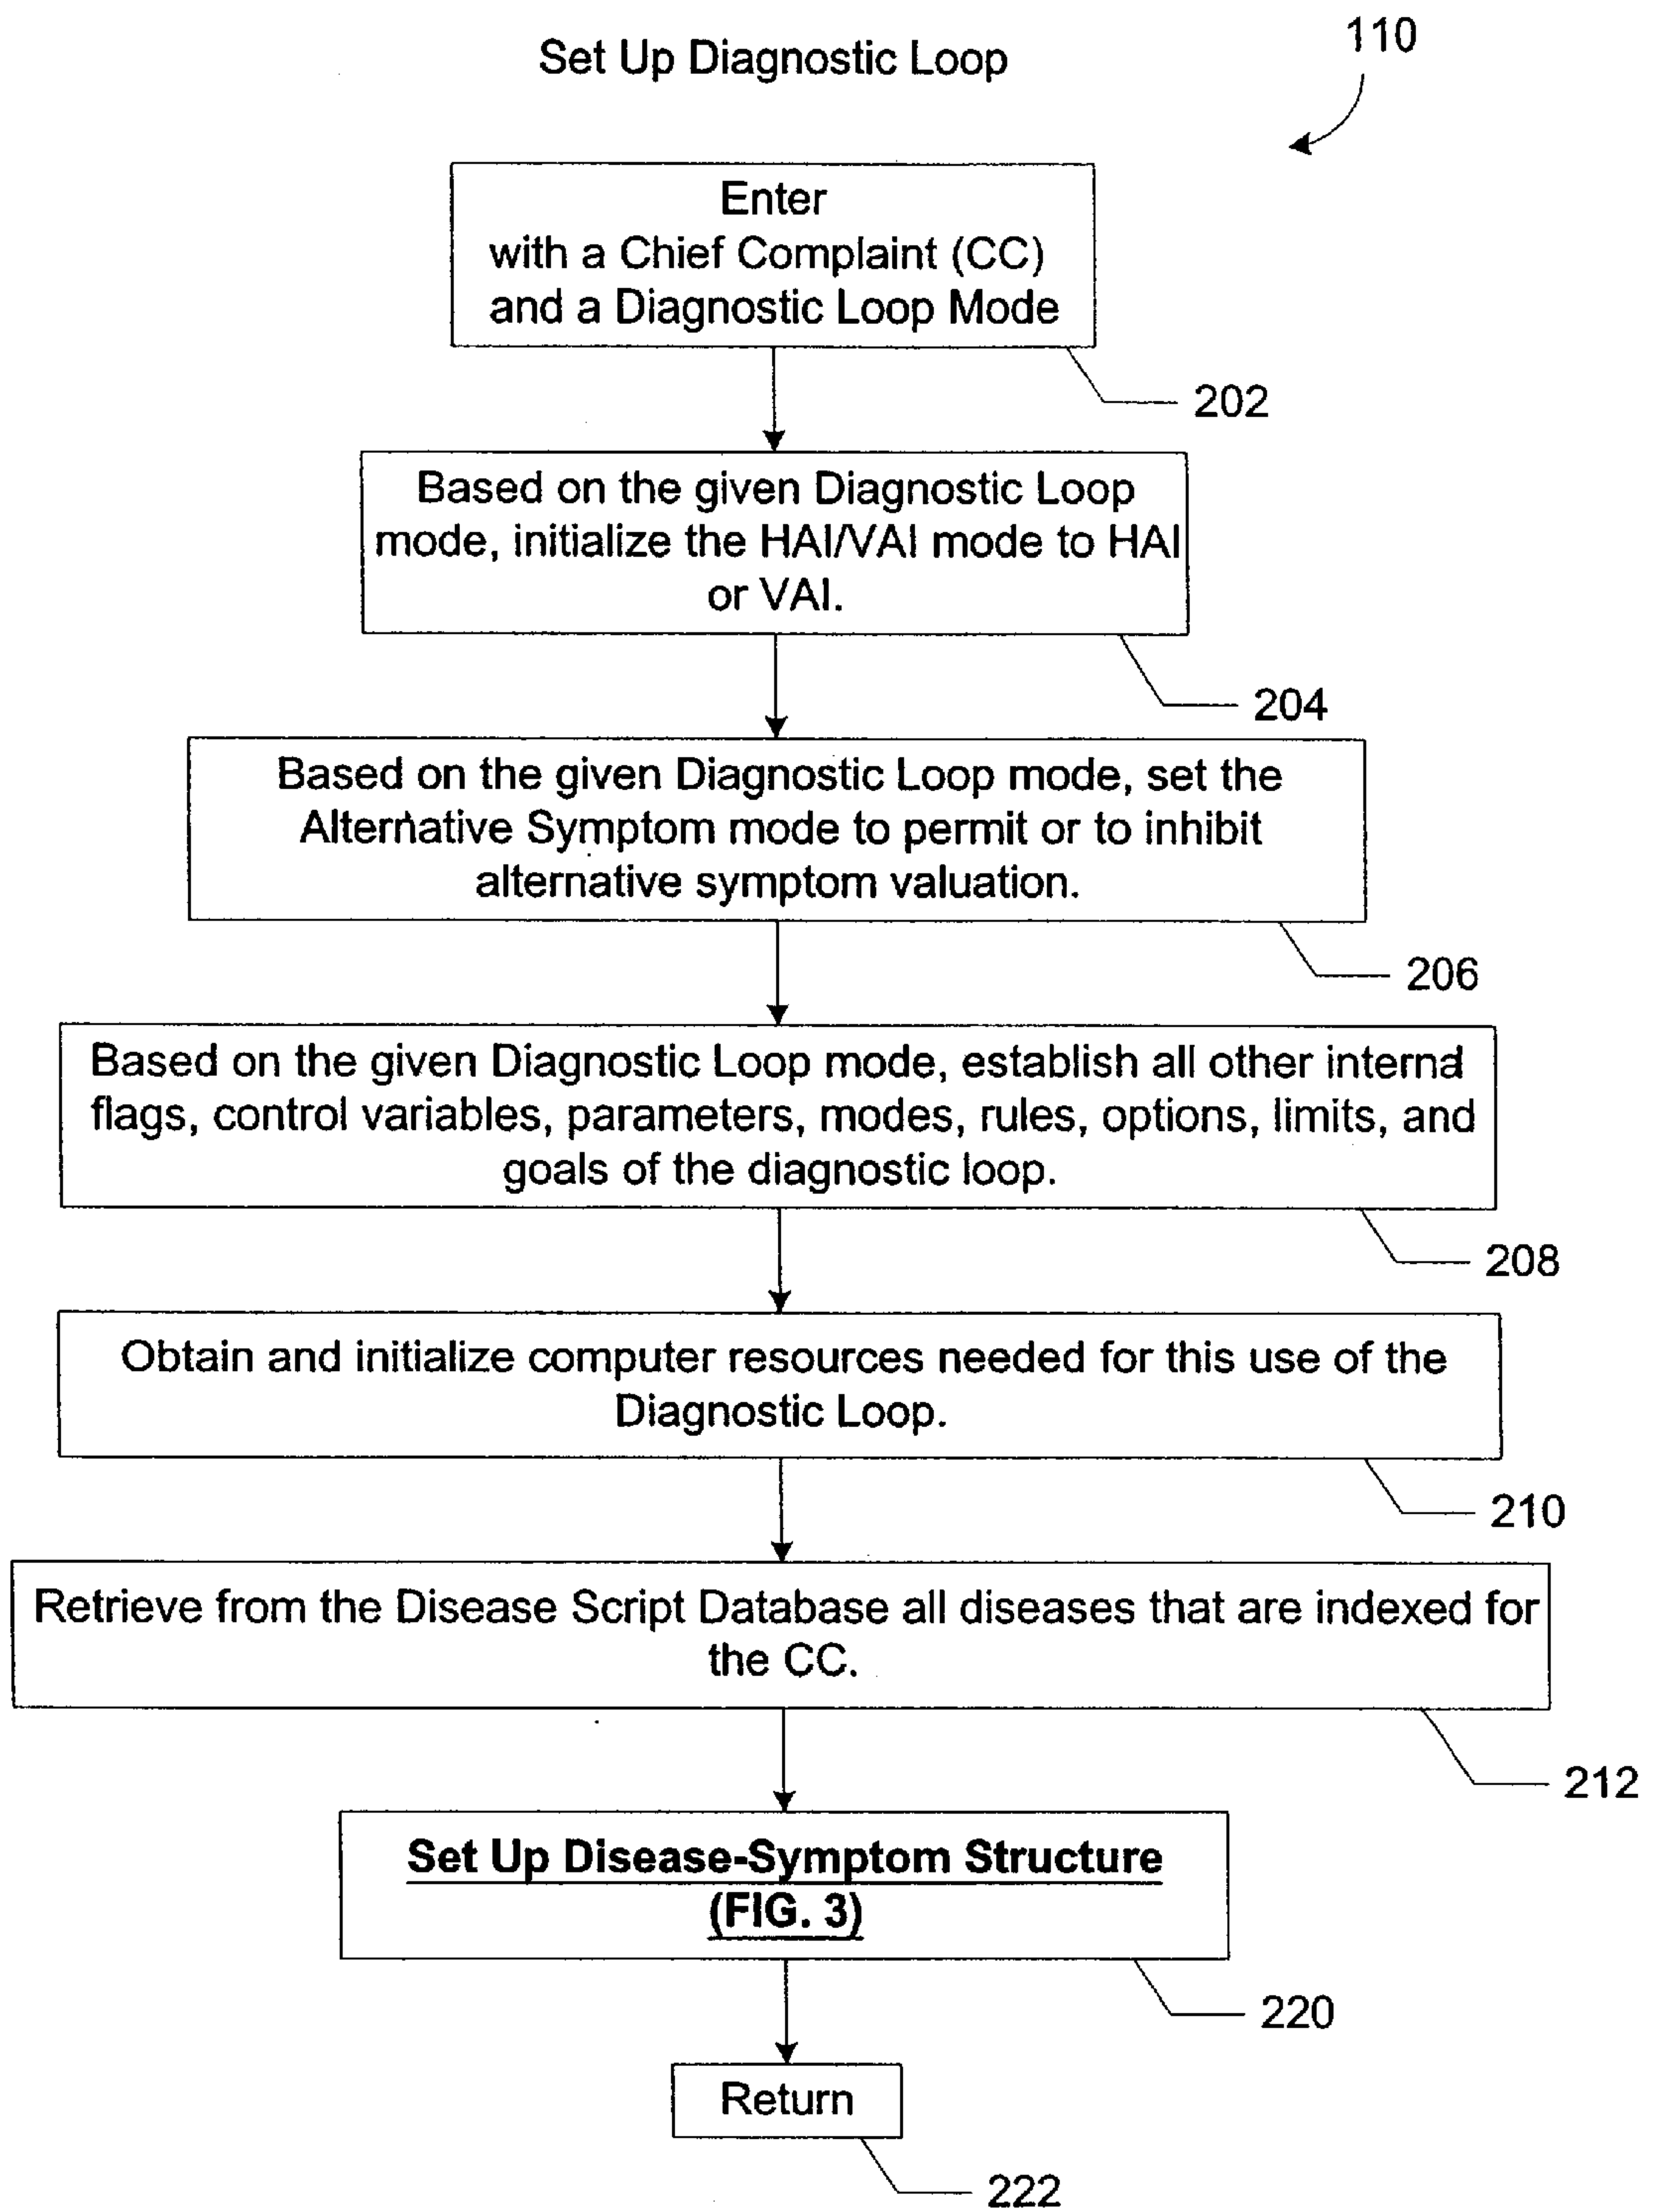 Set Up Diagnostic Loop
110
Enter
with a Chief Complaint (CC)
and a Diagnostic Loop Mode
202
Based on the given Diagnostic Loop
mode, initialize the HAI/VAI mode to HAI
or VAI.
204
Based on the given Diagnostic Loop mode, set the
Alternative Symptom mode to permit or to inhibit
alternative symptom valuation.
206
Based on the given Diagnostic Loop mode, establish all other internal
flags, control variables, parameters, modes, rules, options, limits, and
goals of the diagnostic loop.
208
Obtain and initialize computer resources needed for this use of the
Diagnostic Loop.
210
Retrieve from the Disease Script Database all diseases that are indexed for
the CC.
212
Set Up Disease-Symptom Structure
(FIG. 3)
220
Return
222